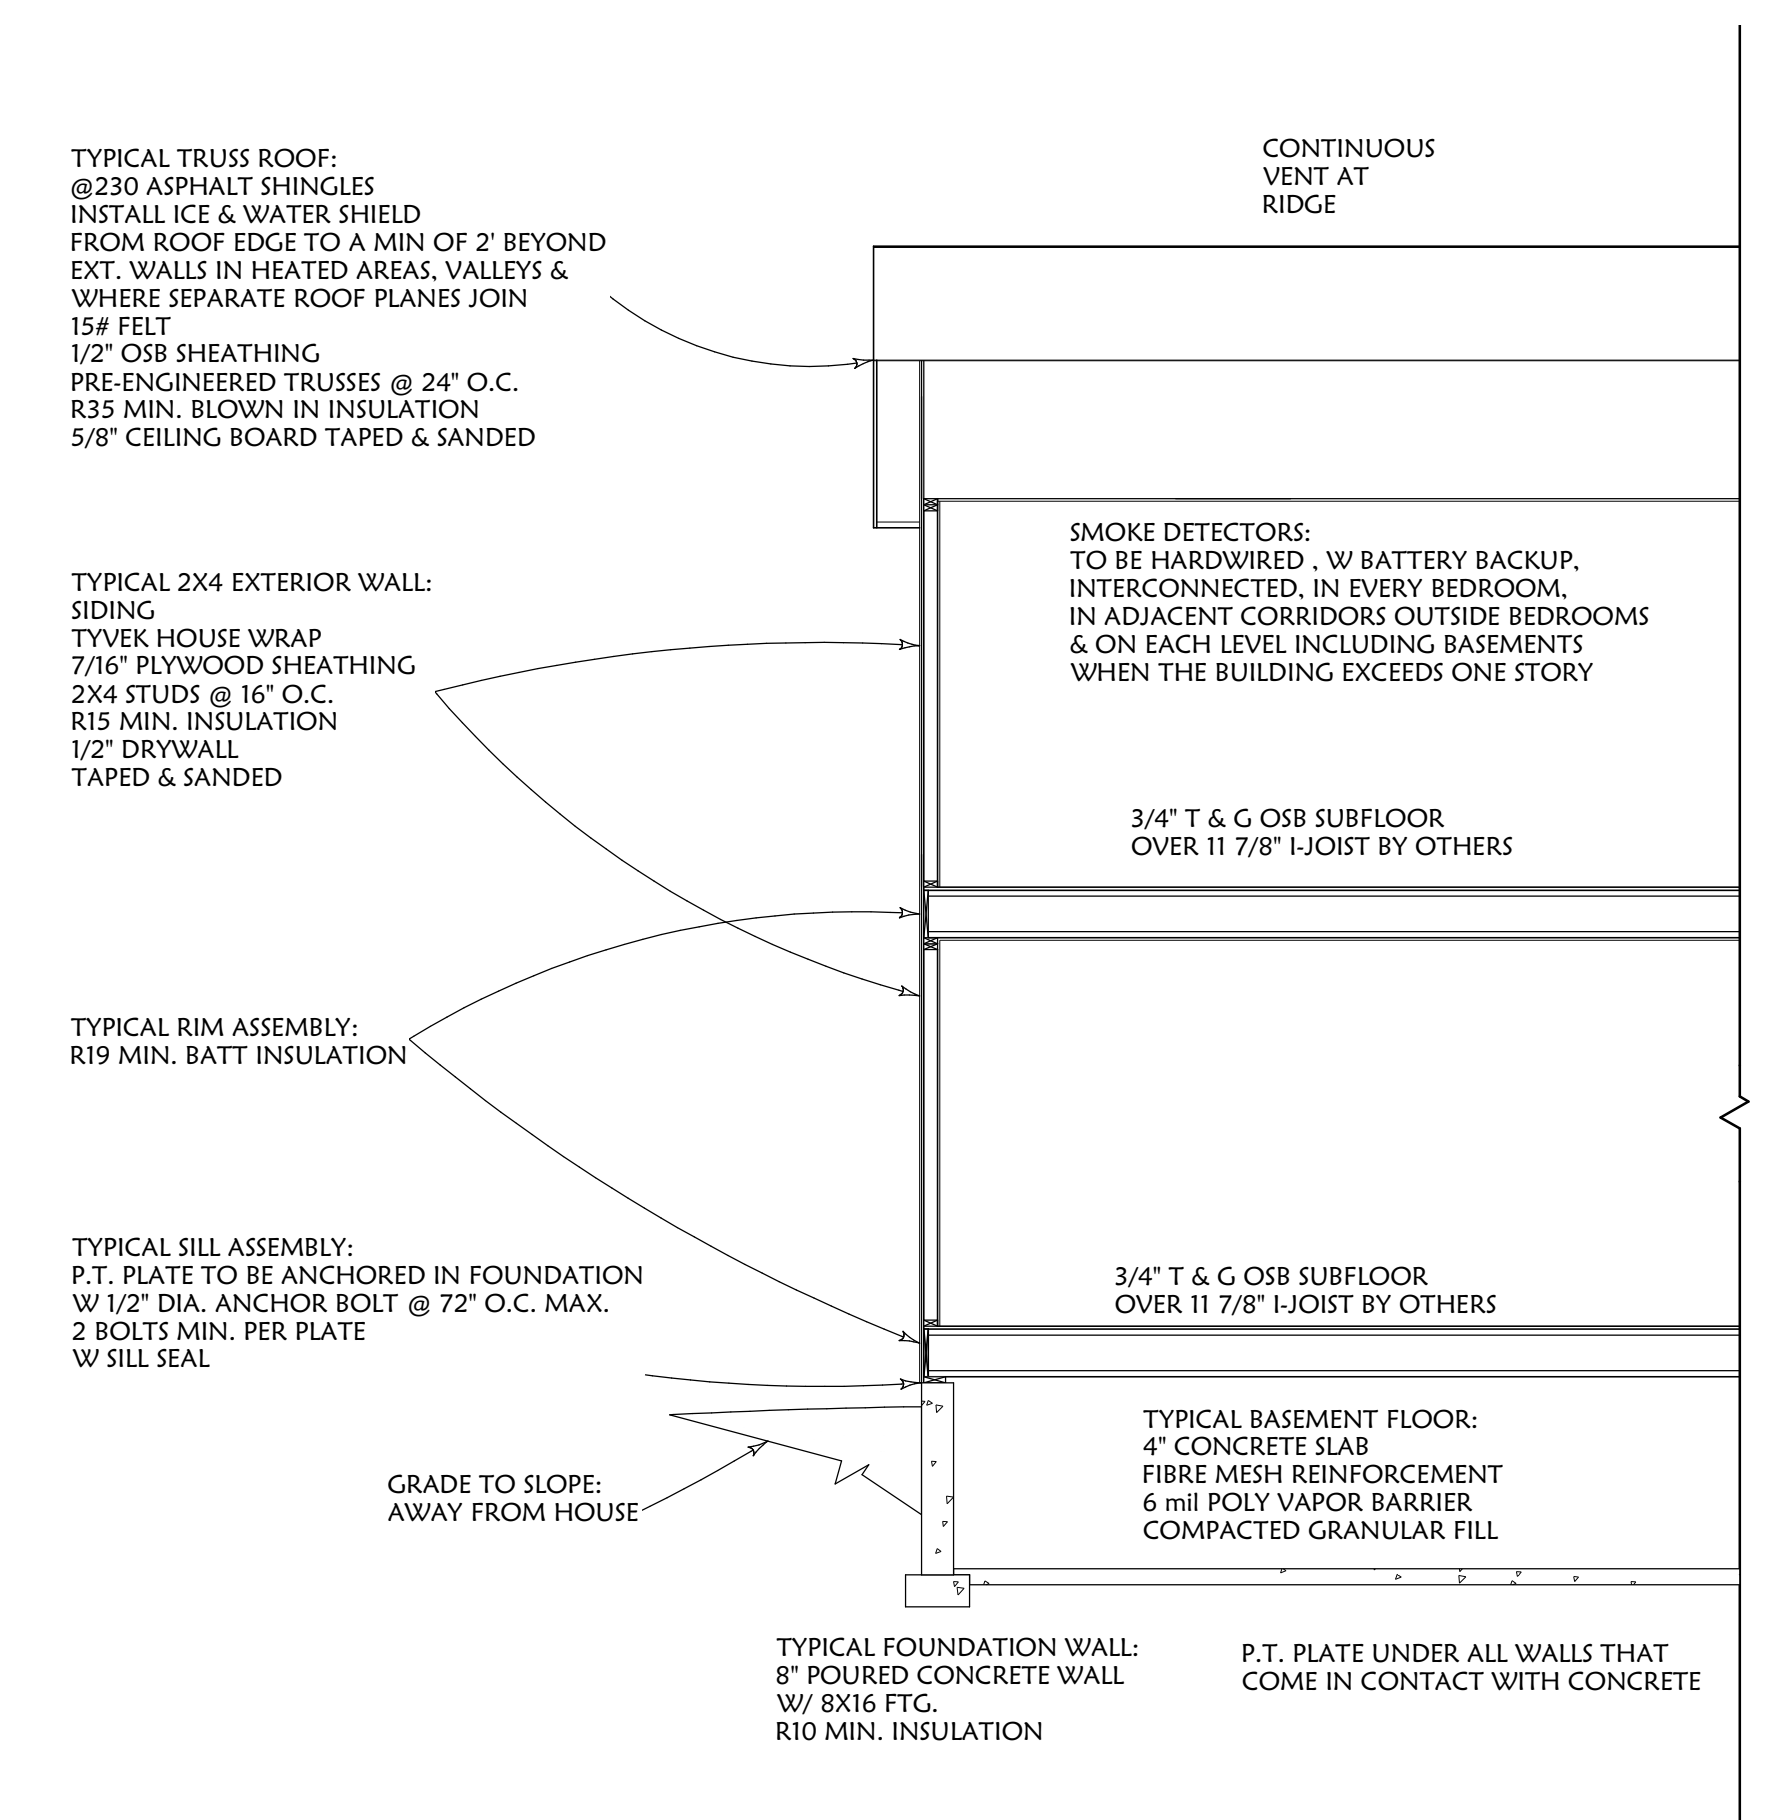 TYPICAL TRUSS ROOF:
@230 ASPHALT SHINGLES
INSTALL ICE & WATER SHIELD
FROM ROOF EDGE TO A MIN OF 2' BEYOND
EXT. WALLS IN HEATED AREAS, VALLEYS &
WHERE SEPARATE ROOF PLANES JOIN
15# FELT
1/2" OSB SHEATHING
PRE-ENGINEERED TRUSSES @ 24" O.C.
R35 MIN. BLOWN IN INSULATION
5/8" CEILING BOARD TAPED & SANDED
CONTINUOUS
VENT AT
RIDGE
SMOKE DETECTORS:
TO BE HARDWIRED , W BATTERY BACKUP,
INTERCONNECTED, IN EVERY BEDROOM,
IN ADJACENT CORRIDORS OUTSIDE BEDROOMS
& ON EACH LEVEL INCLUDING BASEMENTS
WHEN THE BUILDING EXCEEDS ONE STORY
TYPICAL 2X4 EXTERIOR WALL:
SIDING
TYVEK HOUSE WRAP
7/16" PLYWOOD SHEATHING
2X4 STUDS @ 16" O.C.
R15 MIN. INSULATION
1/2" DRYWALL
TAPED & SANDED
3/4" T & G OSB SUBFLOOR
OVER 11 7/8" I-JOIST BY OTHERS
TYPICAL RIM ASSEMBLY:
R19 MIN. BATT INSULATION
TYPICAL SILL ASSEMBLY:
P.T. PLATE TO BE ANCHORED IN FOUNDATION
W 1/2" DIA. ANCHOR BOLT @ 72" O.C. MAX.
2 BOLTS MIN. PER PLATE
W SILL SEAL
3/4" T & G OSB SUBFLOOR
OVER 11 7/8" I-JOIST BY OTHERS
GRADE TO SLOPE:
AWAY FROM HOUSE
TYPICAL BASEMENT FLOOR:
4" CONCRETE SLAB
FIBRE MESH REINFORCEMENT
6 mil POLY VAPOR BARRIER
COMPACTED GRANULAR FILL
TYPICAL FOUNDATION WALL:
8" POURED CONCRETE WALL
W/ 8X16 FTG.
R10 MIN. INSULATION
P.T. PLATE UNDER ALL WALLS THAT
COME IN CONTACT WITH CONCRETE